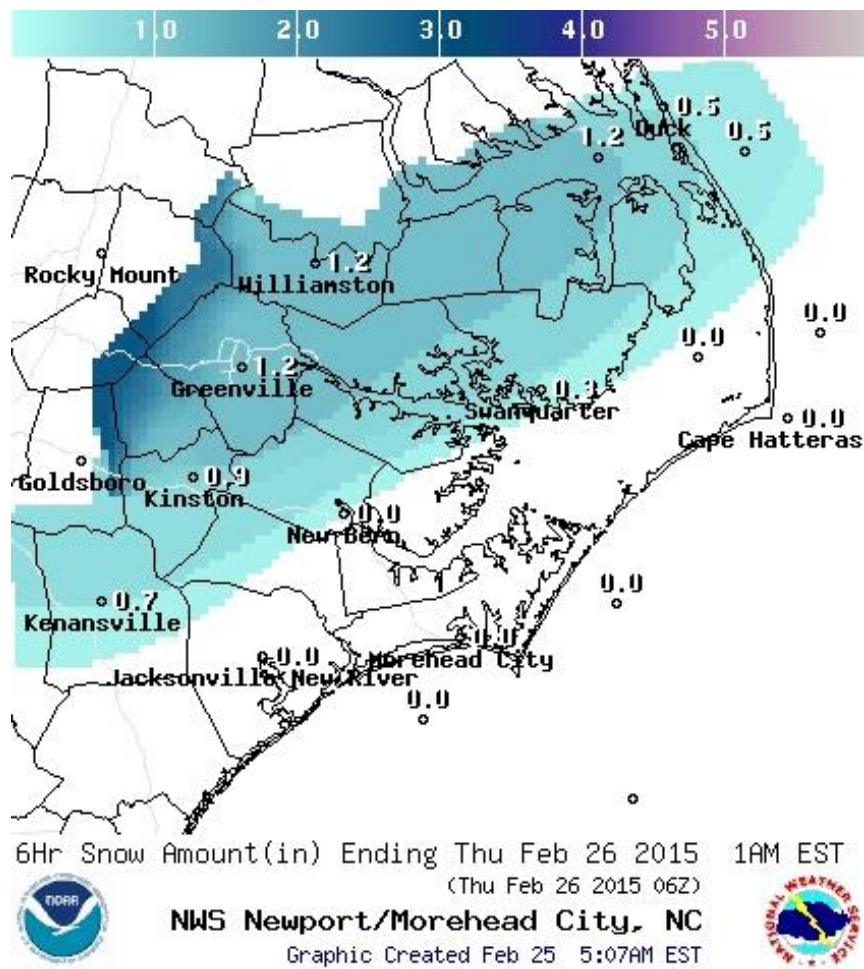 1.0 2.0 3.0 4.0 5.0
0.5
Duck
0.5
1.2
Rocky Mount
1.2
Williamston
0.0
0.0
1.2
Greenville
0.3
Swanquarter
0.0
Cape Hatteras
Goldsboro
0.9
Kinston
0.0
New Bern
0.7
Kenansville
0.0
0.0
0.0
Morehead City
Jacksonville New River
0.0
6Hr Snow Amount(in) Ending Thu Feb 26 2015 1AM EST
(Thu Feb 26 2015 06Z)
NOAA
NWS Newport/Morehead City, NC
NATIONAL WEATHER SERVICE
Graphic Created Feb 25 5:07AM EST